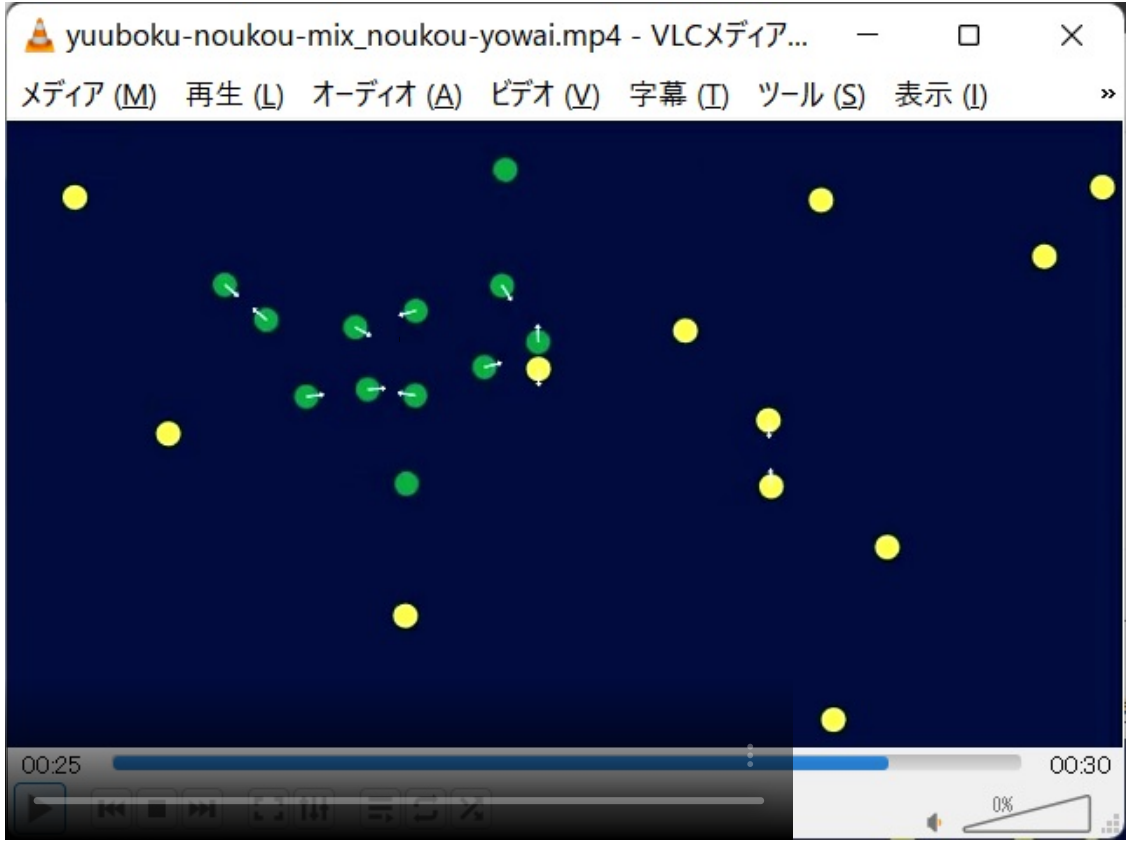 yuuboku-noukou-mix_noukou-yowai.mp4 - VLCメディア...
メディア (M) 再生 (L) オーディオ (A) ビデオ (V) 字幕 (T) ツール (S) 表示 (I) »
00:25 00:30
0%